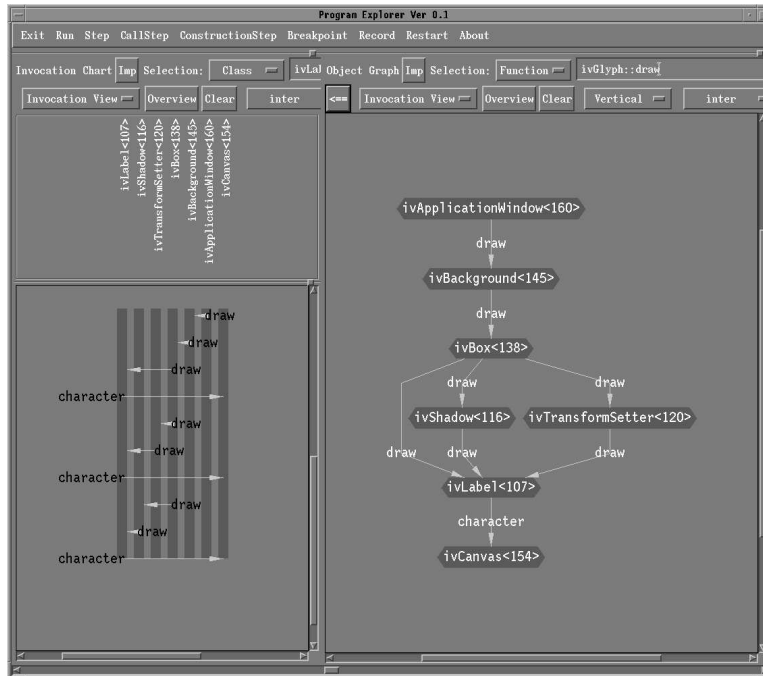 Program Explorer Ver 0.1
Exit Run Step CallStep ConstructionStep Breakpoint Record Restart About
Invocation Chart Imp Selection: Class ivLal
Invocation View Overview Clear inter
ivLabel<107>
ivShadow<116>
ivTransformSetter<120>
ivBox<138>
ivBackground<145>
ivApplicationWindow<160>
ivCanvas<154>
draw
draw
draw
character
draw
draw
character
draw
draw
character
Object Graph Imp Selection: Function ivGlyph::draw
<== Invocation View Overview Clear Vertical inter
ivApplicationWindow<160>
draw
ivBackground<145>
draw
ivBox<138>
draw draw
ivShadow<116> ivTransformSetter<120>
draw draw draw
ivLabel<107>
character
ivCanvas<154>